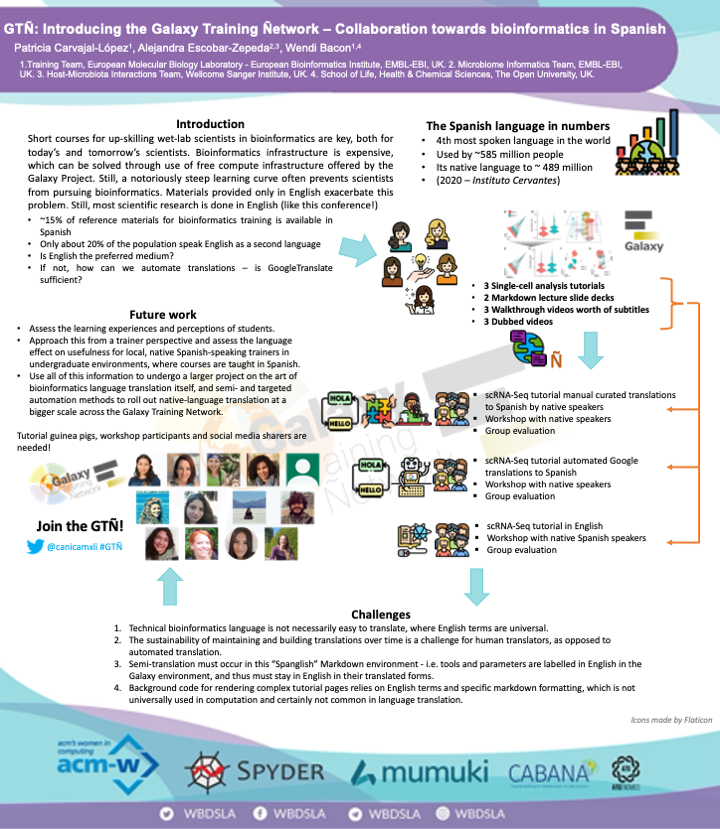 GTÑ: Introducing the Galaxy Training Ñetwork – Collaboration towards bioinformatics in Spanish
Patricia Carvajal-López¹, Alejandra Escobar-Zepeda²,³, Wendi Bacon¹,⁴
1.Training Team, European Molecular Biology Laboratory - European Bioinformatics Institute, EMBL-EBI, UK. 2. Microbiome Informatics Team, EMBL-EBI,
UK. 3. Host-Microbiota Interactions Team, Wellcome Sanger Institute, UK. 4. School of Life, Health & Chemical Sciences, The Open University, UK.
Introduction
Short courses for up-skilling wet-lab scientists in bioinformatics are key, both for
today's and tomorrow's scientists. Bioinformatics infrastructure is expensive,
which can be solved through use of free compute infrastructure offered by the
Galaxy Project. Still, a notoriously steep learning curve often prevents scientists
from pursuing bioinformatics. Materials provided only in English exacerbate this
problem. Still, most scientific research is done in English (like this conference!)
• ~15% of reference materials for bioinformatics training is available in
Spanish
• Only about 20% of the population speak English as a second language
• Is English the preferred medium?
• If not, how can we automate translations – is GoogleTranslate
sufficient?
The Spanish language in numbers
• 4th most spoken language in the world
• Used by ~585 million people
• Its native language to ~ 489 million
• (2020 – Instituto Cervantes)
Galaxy
• 3 Single-cell analysis tutorials
• 2 Markdown lecture slide decks
• 3 Walkthrough videos worth of subtitles
• 3 Dubbed videos
Ñ
HOLA
HELLO
▪ scRNA-Seq tutorial manual curated translations
to Spanish by native speakers
▪ Workshop with native speakers
▪ Group evaluation
HOLA
HELLO
▪ scRNA-Seq tutorial automated Google
translations to Spanish
▪ Workshop with native speakers
▪ Group evaluation
▪ scRNA-Seq tutorial in English
▪ Workshop with native Spanish speakers
▪ Group evaluation
Future work
• Assess the learning experiences and perceptions of students.
• Approach this from a trainer perspective and assess the language
effect on usefulness for local, native Spanish-speaking trainers in
undergraduate environments, where courses are taught in Spanish.
• Use all of this information to undergo a larger project on the art of
bioinformatics language translation itself, and semi- and targeted
automation methods to roll out native-language translation at a
bigger scale across the Galaxy Training Network.
Tutorial guinea pigs, workshop participants and social media sharers are
needed!
Galaxy
Training
Network
Galaxy
Training
Network
Join the GTÑ!
@canicamxli #GTÑ
Challenges
1. Technical bioinformatics language is not necessarily easy to translate, where English terms are universal.
2. The sustainability of maintaining and building translations over time is a challenge for human translators, as opposed to
automated translation.
3. Semi-translation must occur in this "Spanglish" Markdown environment - i.e. tools and parameters are labelled in English in the
Galaxy environment, and thus must stay in English in their translated forms.
4. Background code for rendering complex tutorial pages relies on English terms and specific markdown formatting, which is not
universally used in computation and certainly not common in language translation.
Icons made by Flaticon
acm's women in
computing
acm-w
SPYDER
mumuki
CABANA
WBDSLA
WBDSLA
WBDSLA
WBDSLA